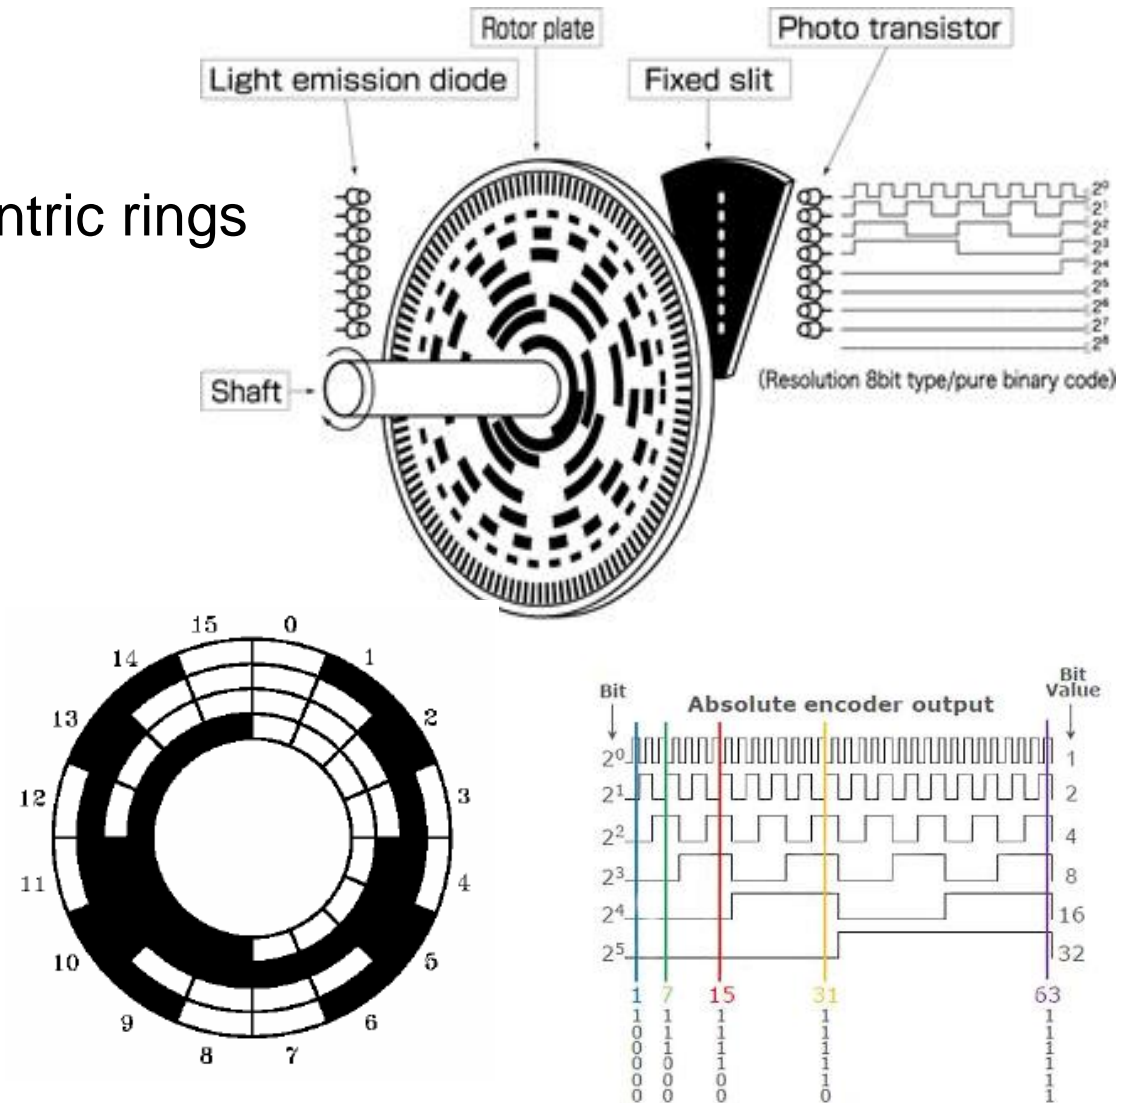 Rotor plate
Photo transistor
Light emission diode
Fixed slit
ntric rings
2⁰
2¹
2²
2³
2⁴
2⁵
2⁶
2⁷
2⁸
Shaft
(Resolution 8bit type/pure binary code)
15
0
14
1
13
2
12
3
11
4
10
5
9
6
8
7
Bit
Absolute encoder output
Bit
Value
2⁰ 1
2¹ 2
2² 4
2³ 8
2⁴ 16
2⁵ 32
1 7 15 31 63
1 1 1 1 1
0 1 1 1 1
0 1 1 1 1
0 0 1 1 1
0 0 0 1 1
0 0 0 0 1